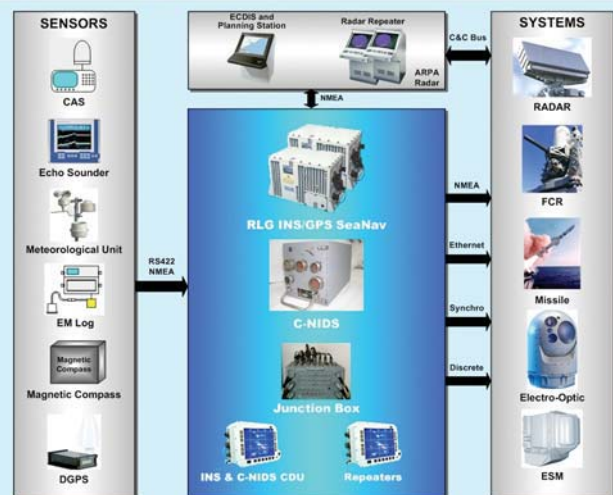 SENSORS
CAS
Echo Sounder
Meteorological Unit
EM Log
Magnetic
Compass
Magnetic Compass
DGPS
RS422
NMEA
ECDIS and
Planning Station
Radar Repeater
ARPA
Radar
NMEA
RLG INS/GPS SeaNav
C-NIDS
Junction Box
INS & C-NIDS CDU
Repeaters
C&C Bus
NMEA
Ethernet
Synchro
Discrete
SYSTEMS
RADAR
FCR
Missile
Electro-Optic
ESM